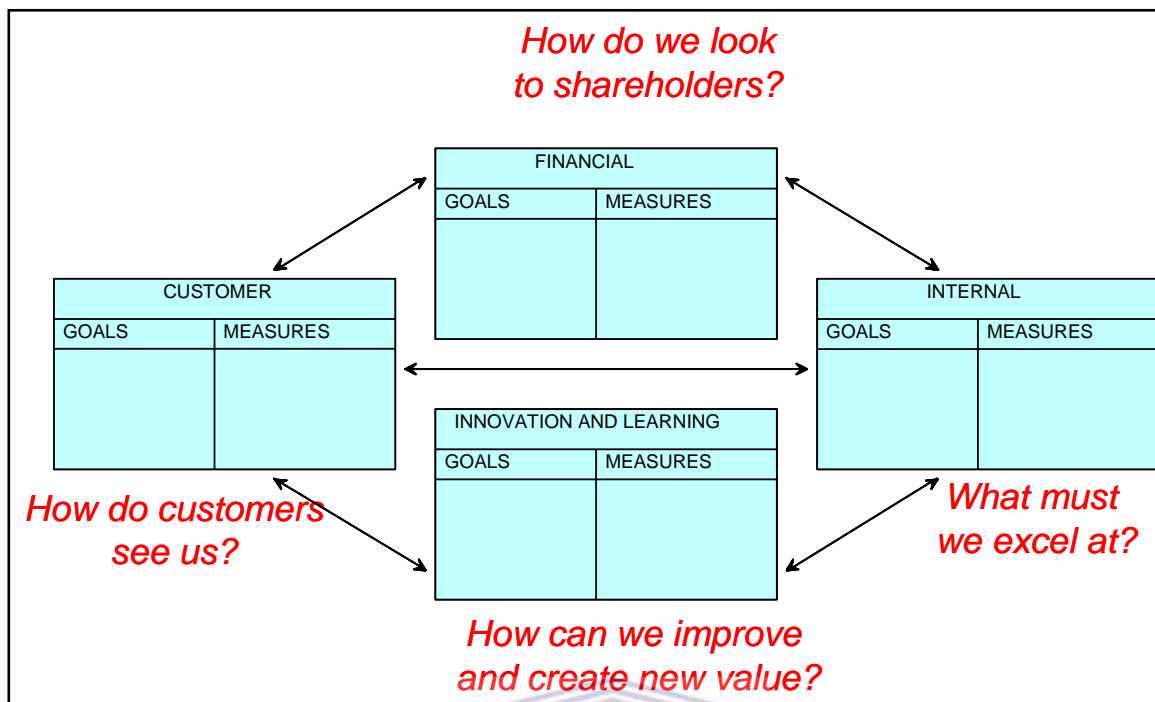 How do we look
to shareholders?
FINANCIAL
GOALS MEASURES
CUSTOMER
GOALS MEASURES
INTERNAL
GOALS MEASURES
INNOVATION AND LEARNING
GOALS MEASURES
How do customers
see us?
What must
we excel at?
How can we improve
and create new value?